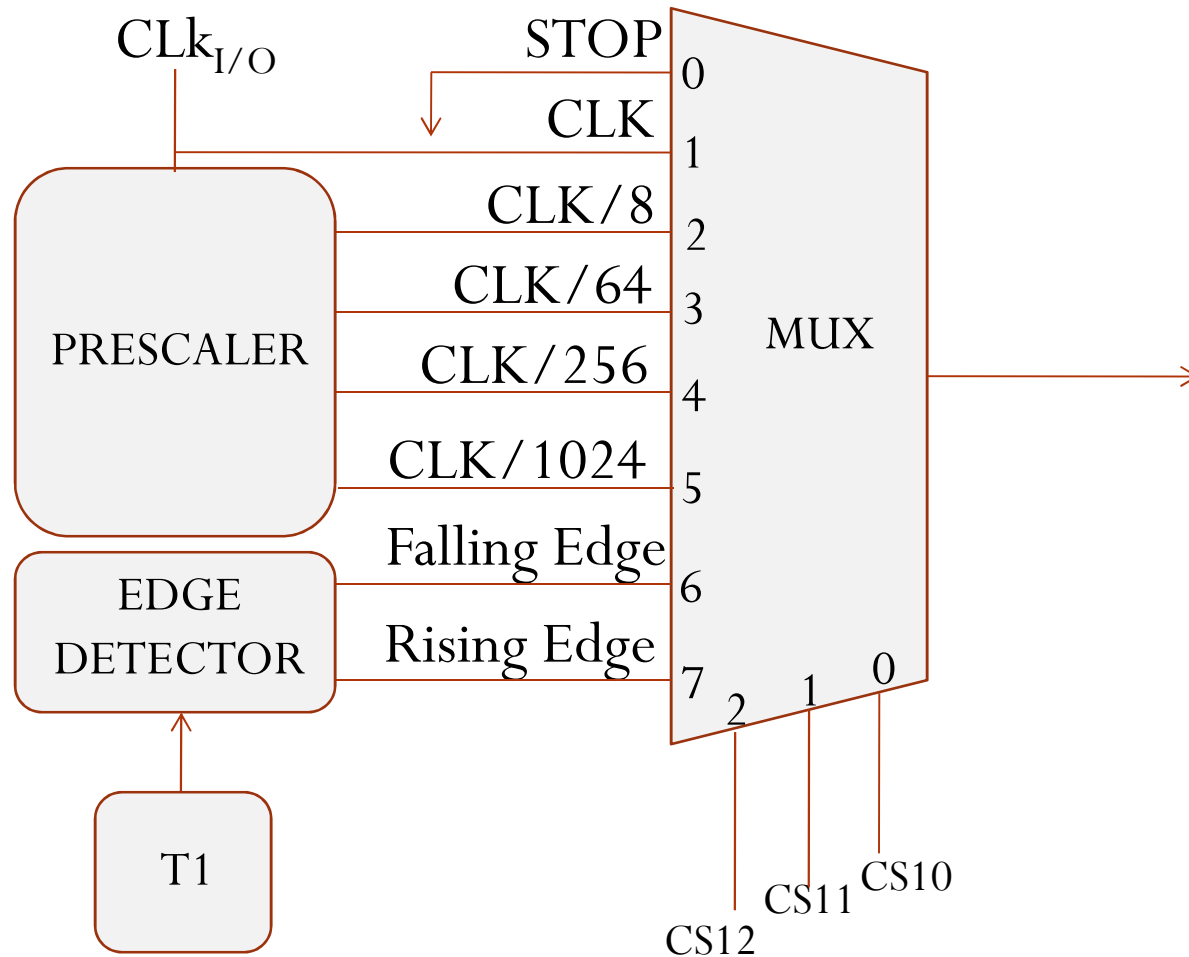 CLk I/O
STOP
0
CLK
1
CLK/8
2
CLK/64
3
MUX
PRESCALER
CLK/256
4
CLK/1024
5
Falling Edge
6
EDGE
DETECTOR
Rising Edge
7
2
1
0
T1
CS10
CS11
CS12